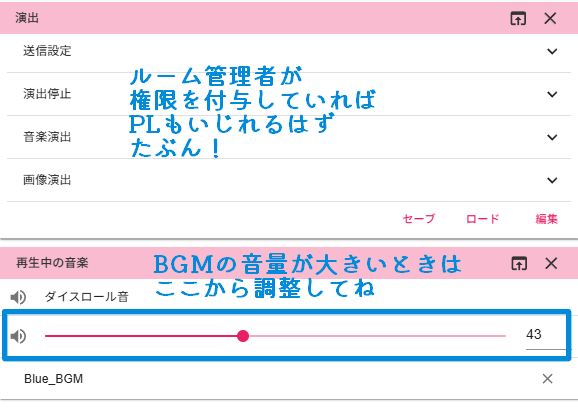 演出
送信設定
ルーム管理者が
権限を付与していれば
PLもいじれるはず
たぶん！
演出停止
音楽演出
画像演出
セーブ ロード 編集
再生中の音楽
BGMの音量が大きいときは
ここから調整してね
ダイスロール音
43
Blue_BGM